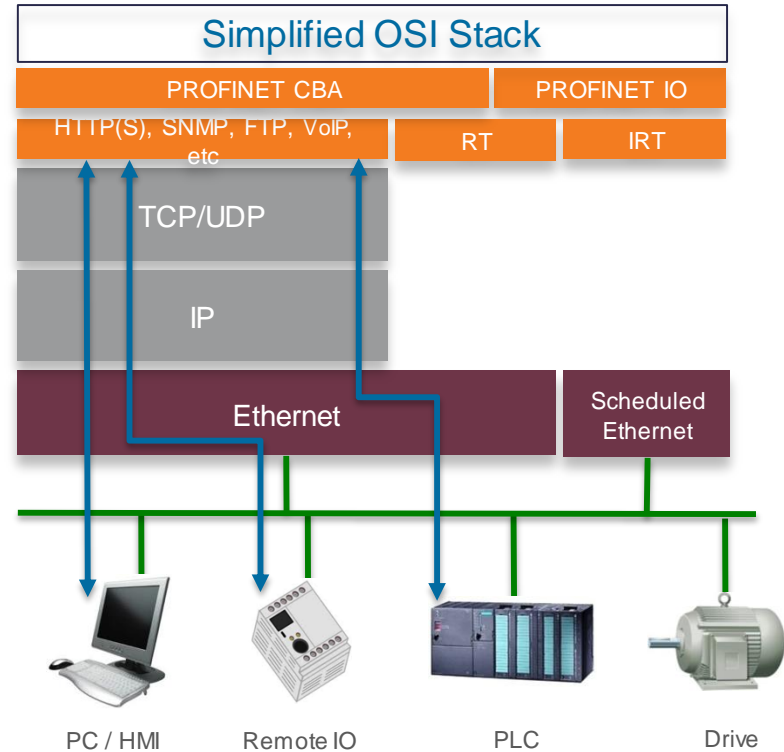 Simplified OSI Stack
PROFINET CBA
PROFINET IO
HTTP(S), SNMP, FTP, VoIP,
etc
RT
IRT
TCP/UDP
IP
Ethernet
Scheduled
Ethernet
PC / HMI
Remote IO
PLC
Drive